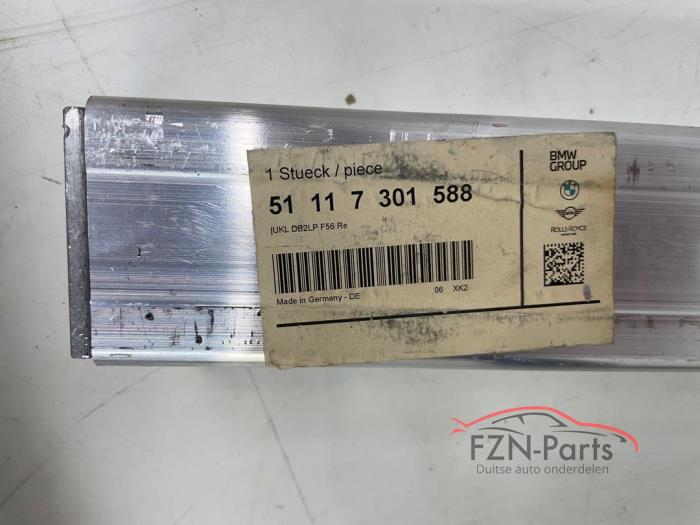 1 Stueck / piece
51 11 7 301 588
|UKL DB2LP F56 Re
Made in Germany - DE
06 XK2
BMW
GROUP
ROLLS-ROYCE
FZN-Parts
Duitse auto onderdelen